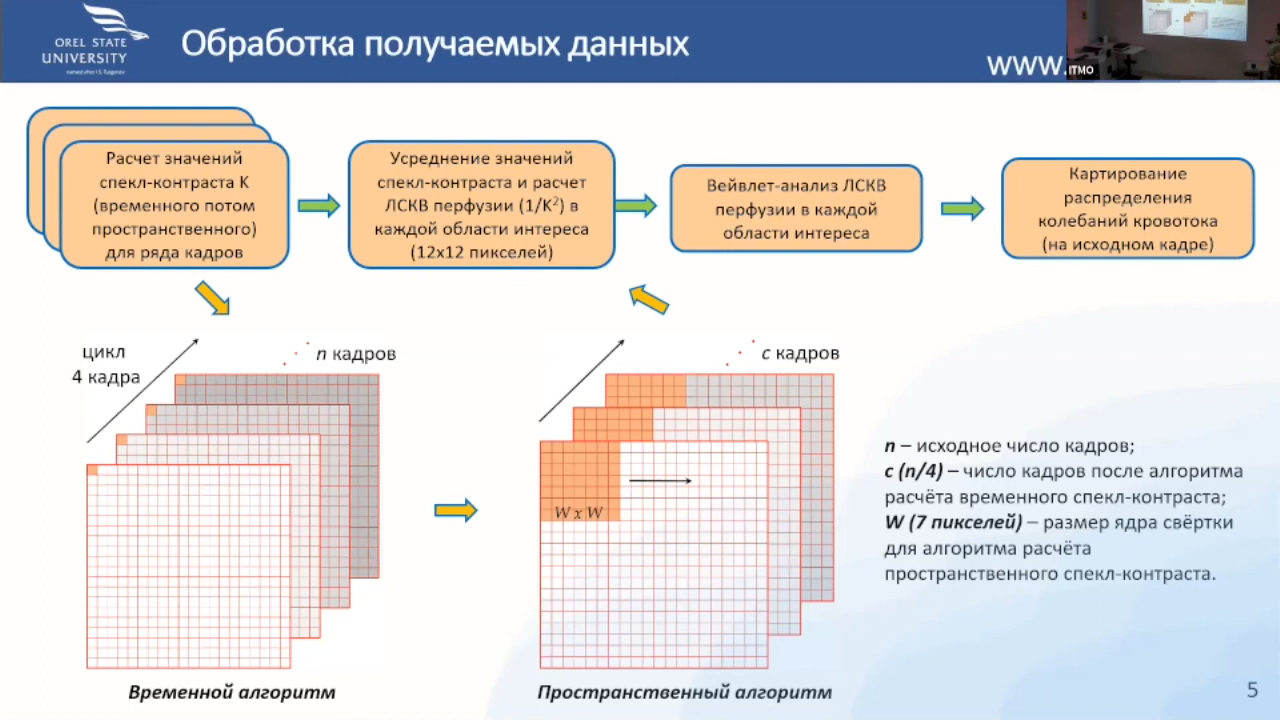 OREL STATE
UNIVERSITY
named after I.S. Turgenev
Обработка получаемых данных
www.
ITMO
Расчет значений
спекл-контраста K
(временного потом
пространственного)
для ряда кадров
Усреднение значений
спекл-контраста и расчет
ЛСКВ перфузии (1/K²) в
каждой области интереса
(12x12 пикселей)
Вейвлет-анализ ЛСКВ
перфузии в каждой
области интереса
Картирование
распределения
колебаний кровотока
(на исходном кадре)
цикл
4 кадра
n кадров
c кадров
W x W
n – исходное число кадров;
c (n/4) – число кадров после алгоритма
расчёта временного спекл-контраста;
W (7 пикселей) – размер ядра свёртки
для алгоритма расчёта
пространственного спекл-контраста.
Временной алгоритм
Пространственный алгоритм
5